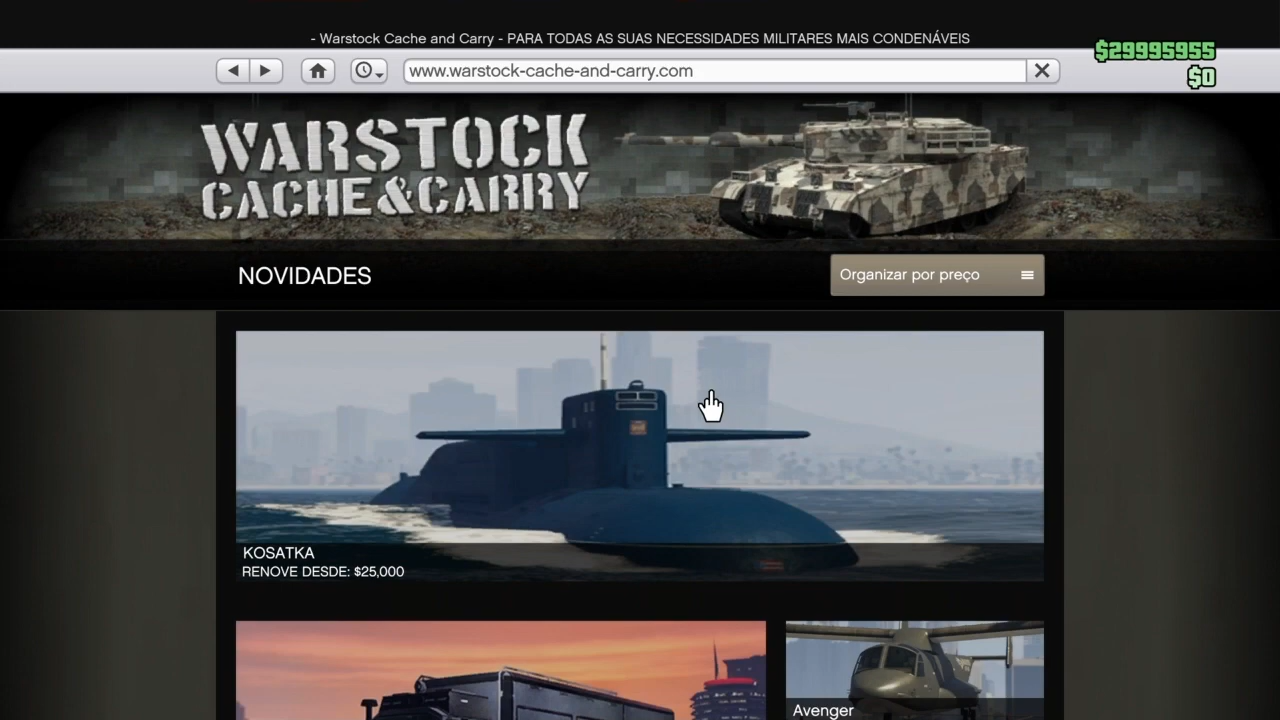 - Warstock Cache and Carry - PARA TODAS AS SUAS NECESSIDADES MILITARES MAIS CONDENÁVEIS
$29995955
www.warstock-cache-and-carry.com
$0
WARSTOCK
CACHE&CARRY
NOVIDADES
Organizar por preço
KOSATKA
RENOVE DESDE: $25,000
Avenger